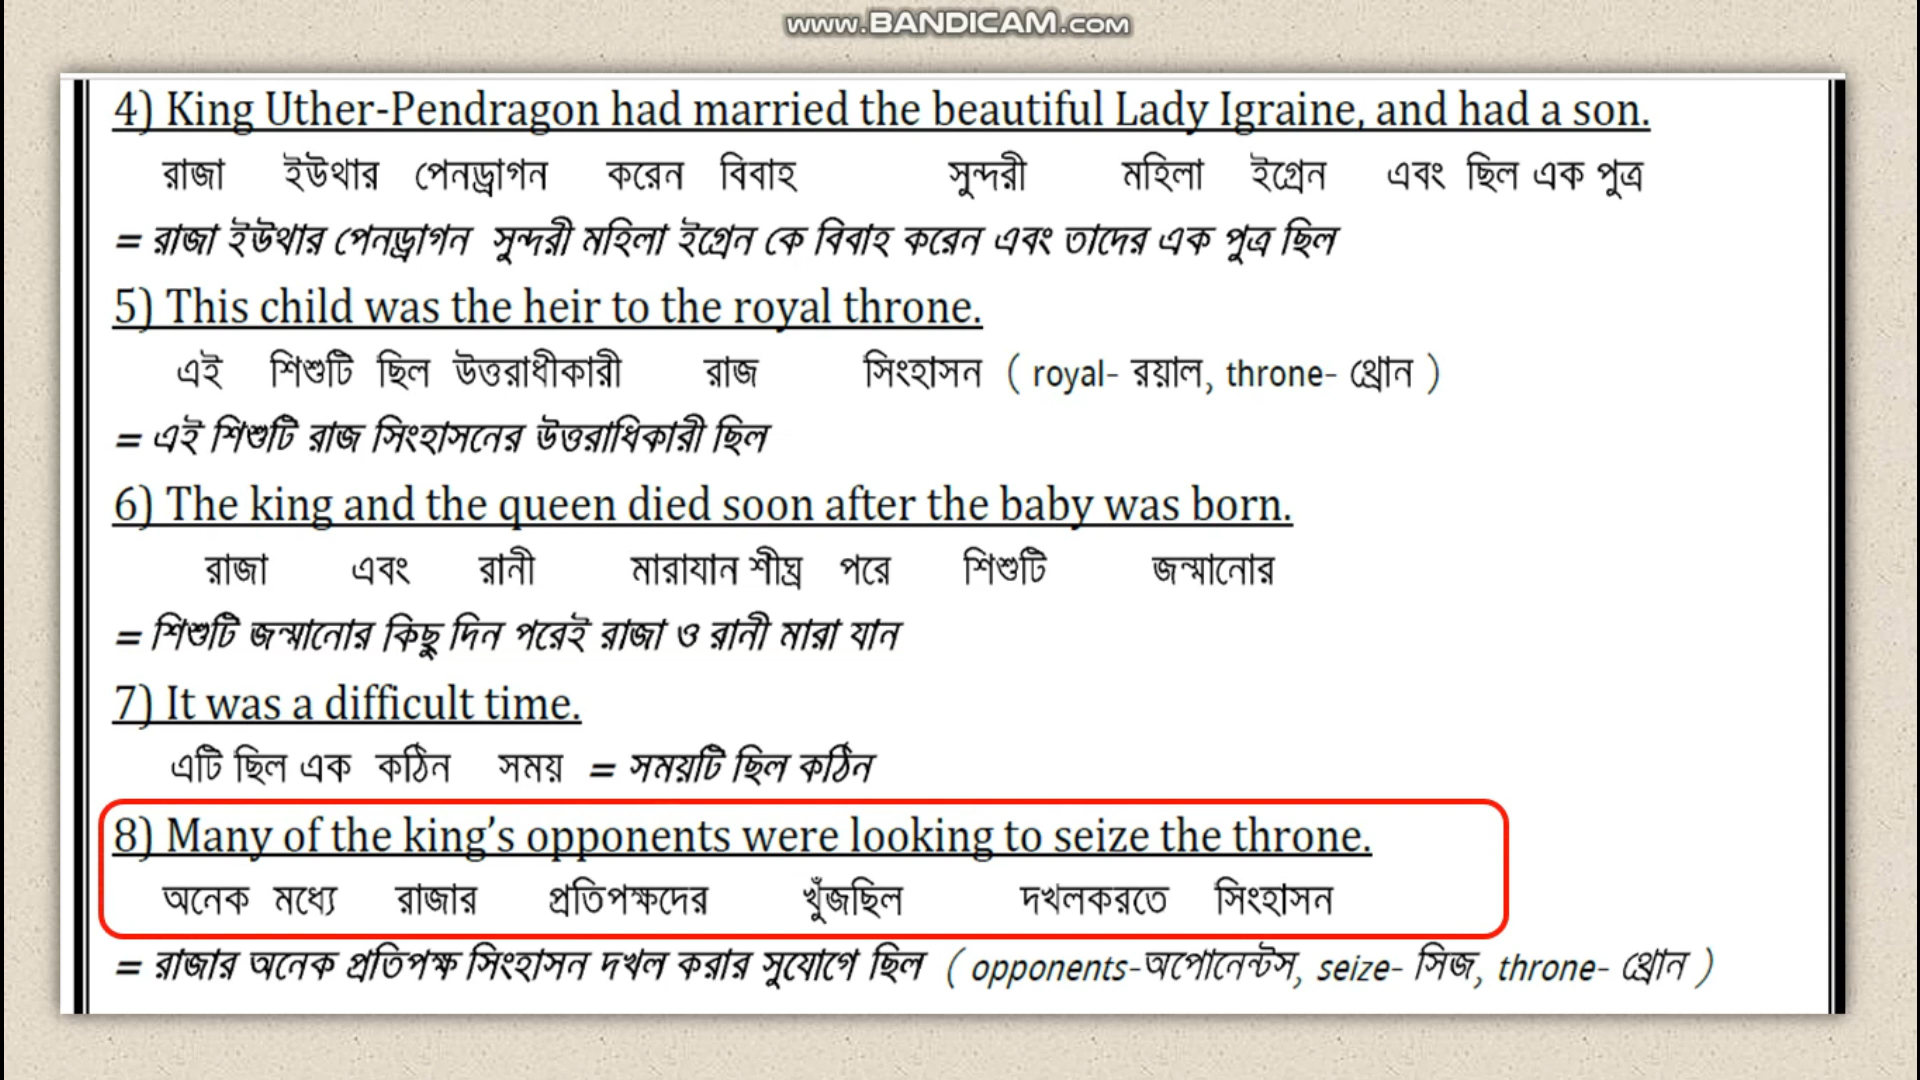 www.BANDICAM.com
4) King Uther-Pendragon had married the beautiful Lady Igraine, and had a son.
রাজা ইউথার পেনড্রাগন করেন বিবাহ সুন্দরী মহিলা ইগ্রেন এবং ছিল এক পুত্র
= রাজা ইউথার পেনড্রাগন সুন্দরী মহিলা ইগ্রেন কে বিবাহ করেন এবং তাদের এক পুত্র ছিল
5) This child was the heir to the royal throne.
এই শিশুটি ছিল উত্তরাধীকারী রাজ সিংহাসন ( royal- রয়াল, throne- থ্রোন )
= এই শিশুটি রাজ সিংহাসনের উত্তরাধিকারী ছিল
6) The king and the queen died soon after the baby was born.
রাজা এবং রানী মারাযান শীঘ্র পরে শিশুটি জন্মানোর
= শিশুটি জন্মানোর কিছু দিন পরেই রাজা ও রানী মারা যান
7) It was a difficult time.
এটি ছিল এক কঠিন সময় = সময়টি ছিল কঠিন
8) Many of the king’s opponents were looking to seize the throne.
অনেক মধ্যে রাজার প্রতিপক্ষদের খুঁজছিল দখলকরতে সিংহাসন
= রাজার অনেক প্রতিপক্ষ সিংহাসন দখল করার সুযোগে ছিল ( opponents-অপোনেন্টস, seize- সিজ, throne- থ্রোন )